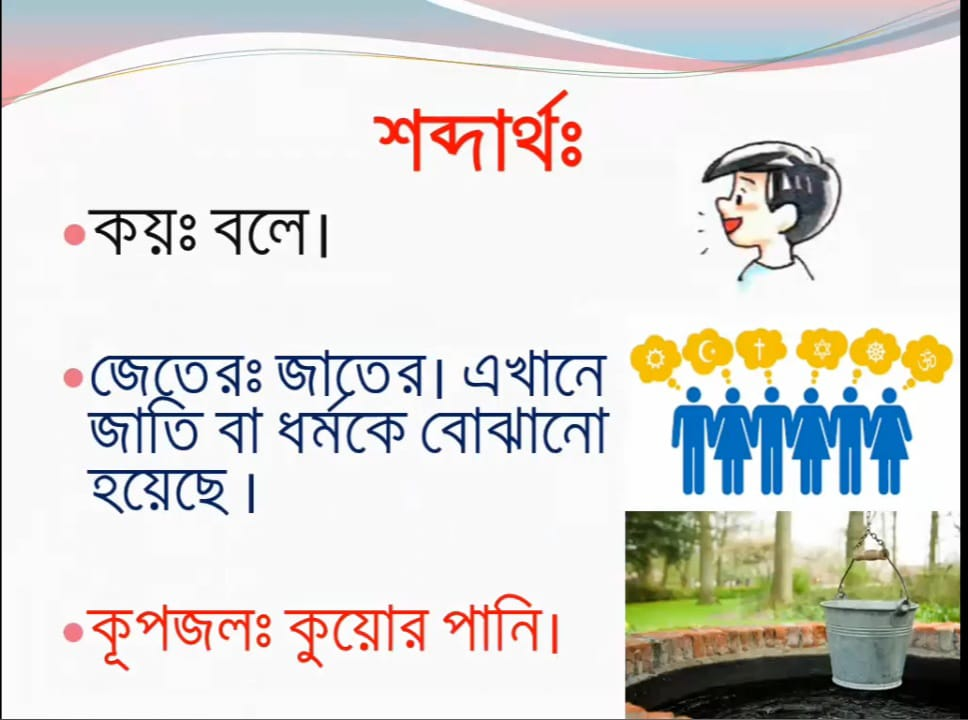 শব্দার্থঃ
কয়ঃ বলে।
জেতেরঃ জাতের। এখানে
জাতি বা ধর্মকে বোঝানো
হয়েছে ।
কূপজলঃ কুয়োর পানি।